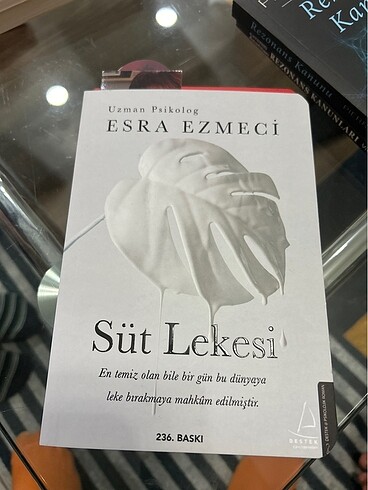 Rezonans Kanunu
REZONANS KANUNLARI
Uzman Psikolog
ESRA EZMECİ
Süt Lekesi
En temiz olan bile bir gün bu dünyaya
leke bırakmaya mahkûm edilmiştir.
236. BASKI
DESTEK